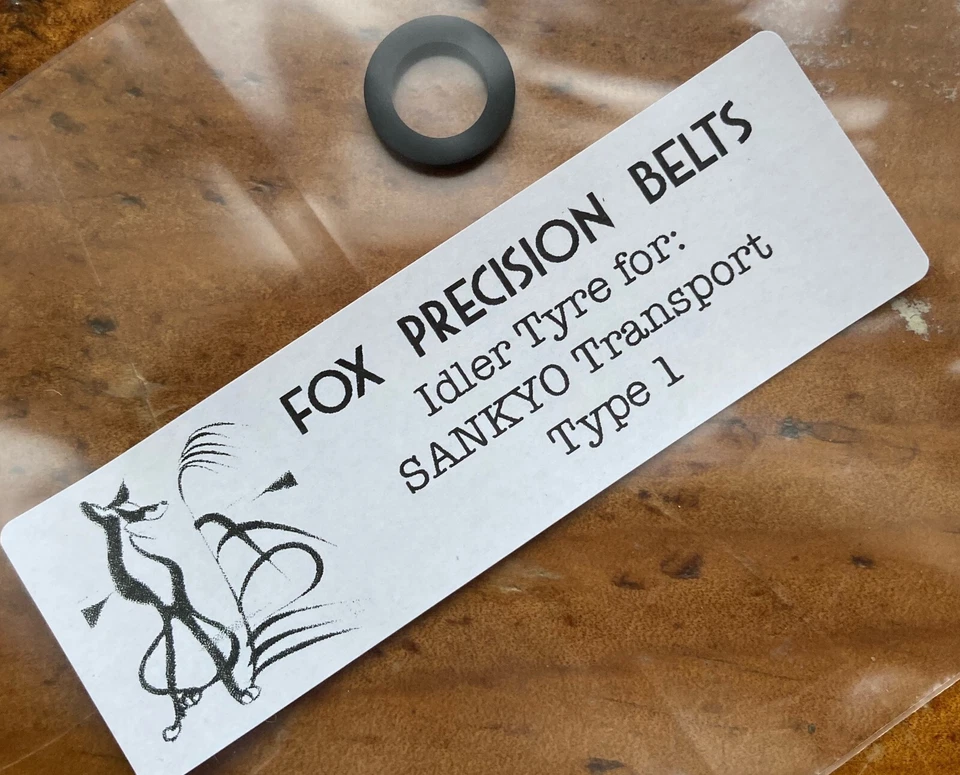 FOX PRECISION BELTS
Idler Tyre for:
SANKYO Transport
Type 1